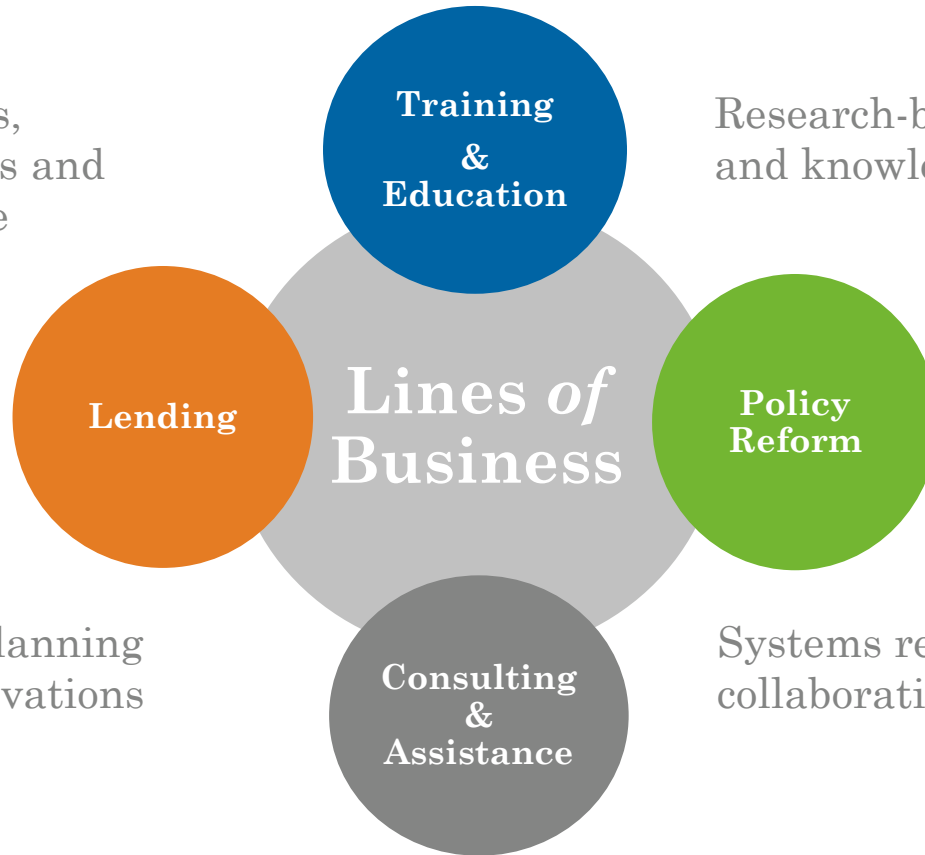 Training
&
Education
s,
s and
e
Research-b
and knowle
Lending
Lines of
Business
Policy
Reform
lanning
vations
Consulting
&
Assistance
Systems re
collaborati